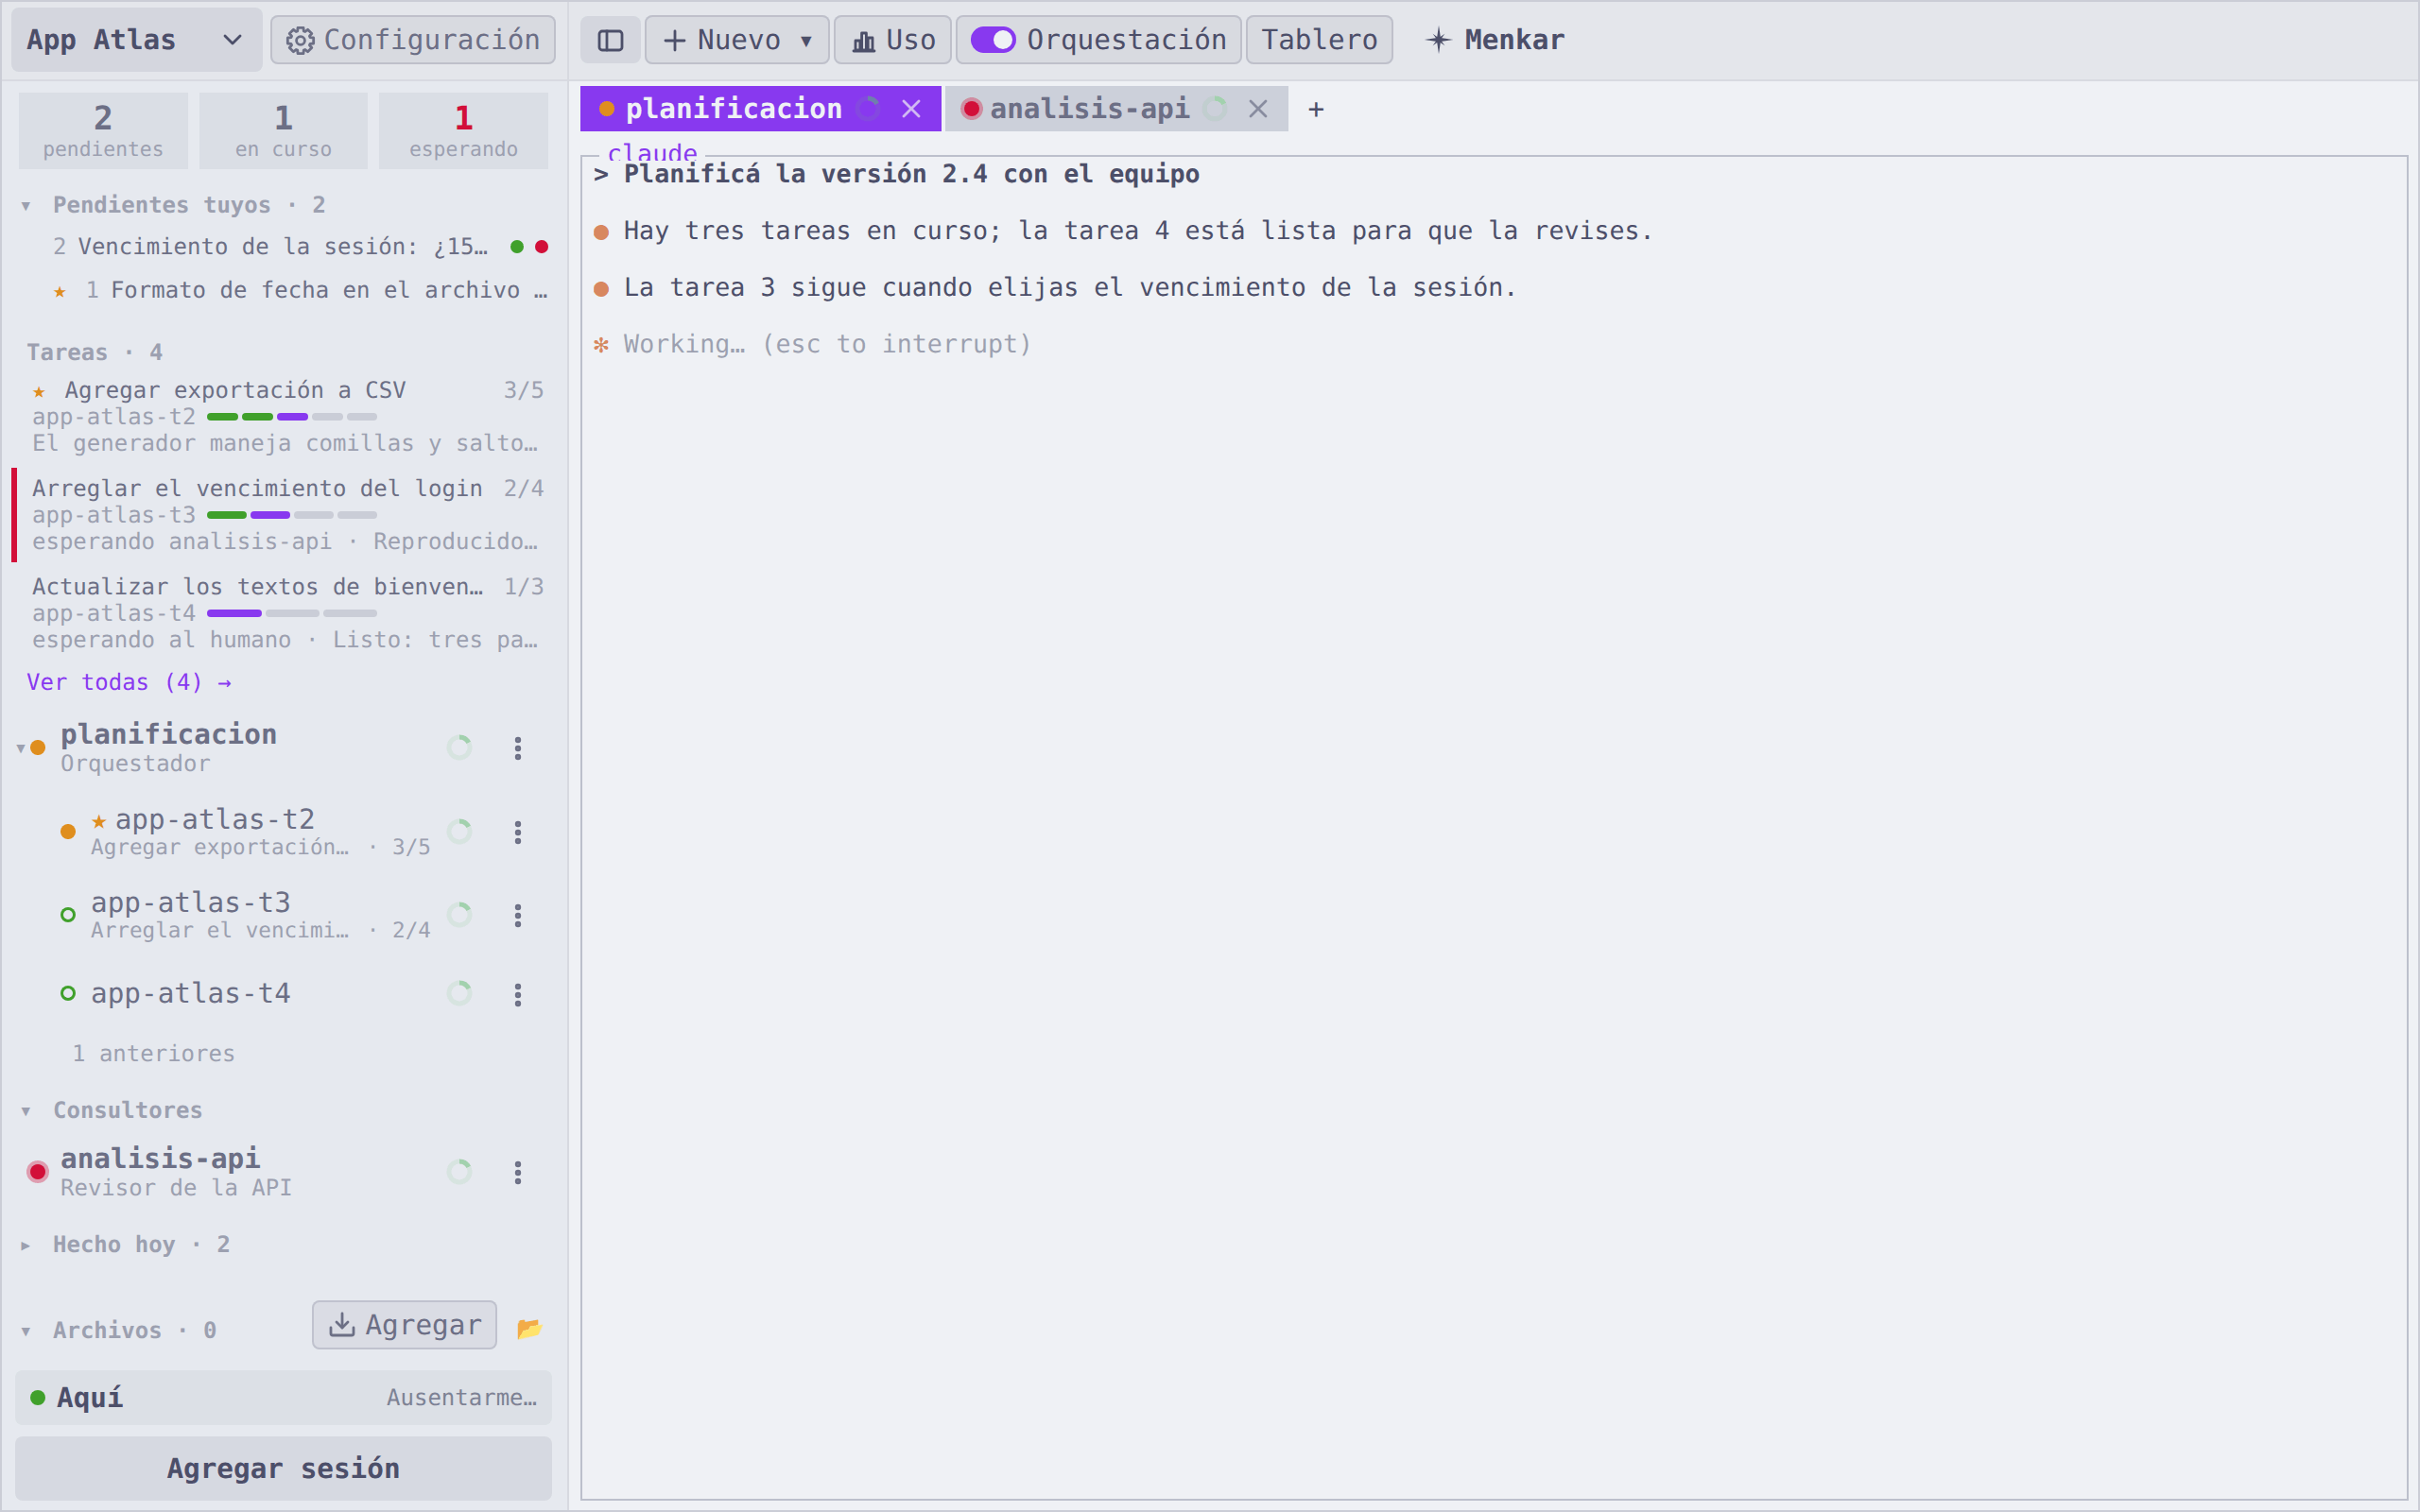 App Atlas
Configuración
Nuevo ▾
Uso
Orquestación
Tablero
Menkar
2
pendientes
1
en curso
1
esperando
▾ Pendientes tuyos · 2
2 Vencimiento de la sesión: ¿15…
★ 1 Formato de fecha en el archivo …
Tareas · 4
★ Agregar exportación a CSV 3/5
app-atlas-t2
El generador maneja comillas y salto…
Arreglar el vencimiento del login 2/4
app-atlas-t3
esperando analisis-api · Reproducido…
Actualizar los textos de bienven… 1/3
app-atlas-t4
esperando al humano · Listo: tres pa…
Ver todas (4) →
planificacion
Orquestador
★ app-atlas-t2
Agregar exportación… · 3/5
app-atlas-t3
Arreglar el vencimi… · 2/4
app-atlas-t4
1 anteriores
▾ Consultores
analisis-api
Revisor de la API
▸ Hecho hoy · 2
▾ Archivos · 0
Agregar
Aquí
Ausentarme…
Agregar sesión
planificacion
analisis-api
+
claude
> Planificá la versión 2.4 con el equipo
● Hay tres tareas en curso; la tarea 4 está lista para que la revises.
● La tarea 3 sigue cuando elijas el vencimiento de la sesión.
✻ Working… (esc to interrupt)